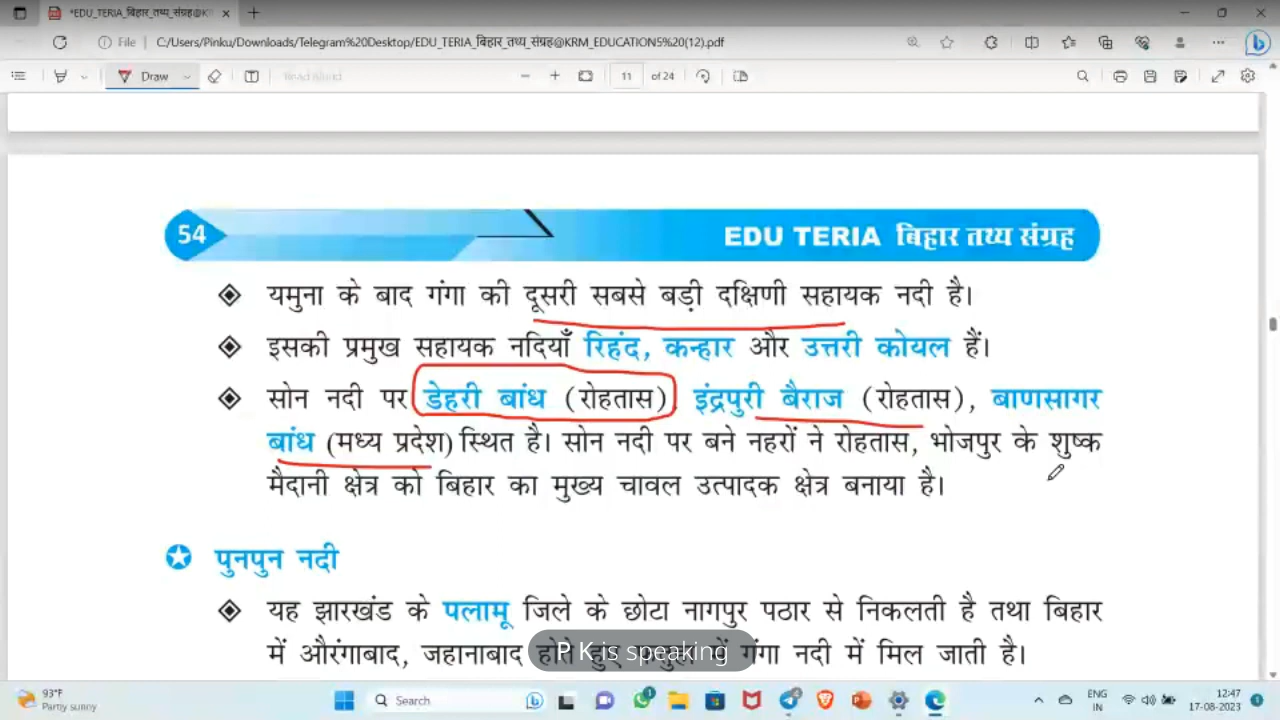 *EDU_TERIA_बिहार_तथ्य_संग्रह@KR
File C:/Users/Pinku/Downloads/Telegram%20Desktop/EDU_TERIA_बिहार_तथ्य_संग्रह@KRM_EDUCATION5%20(12).pdf
Draw Read aloud 11 of 24
54 EDU TERIA बिहार तथ्य संग्रह
यमुना के बाद गंगा की दूसरी सबसे बड़ी दक्षिणी सहायक नदी है।
इसकी प्रमुख सहायक नदियाँ रिहंद, कन्हार और उत्तरी कोयल हैं।
सोन नदी पर डेहरी बांध (रोहतास) इंद्रपुरी बैराज (रोहतास), बाणसागर
बांध (मध्य प्रदेश) स्थित है। सोन नदी पर बने नहरों ने रोहतास, भोजपुर के शुष्क
मैदानी क्षेत्र को बिहार का मुख्य चावल उत्पादक क्षेत्र बनाया है।
पुनपुन नदी
यह झारखंड के पलामू जिले के छोटा नागपुर पठार से निकलती है तथा बिहार
में औरंगाबाद, जहानाबाद होते हुए में गंगा नदी में मिल जाती है।
P K is speaking
93°F
Partly sunny
Search
ENG
IN
12:47
17-08-2023